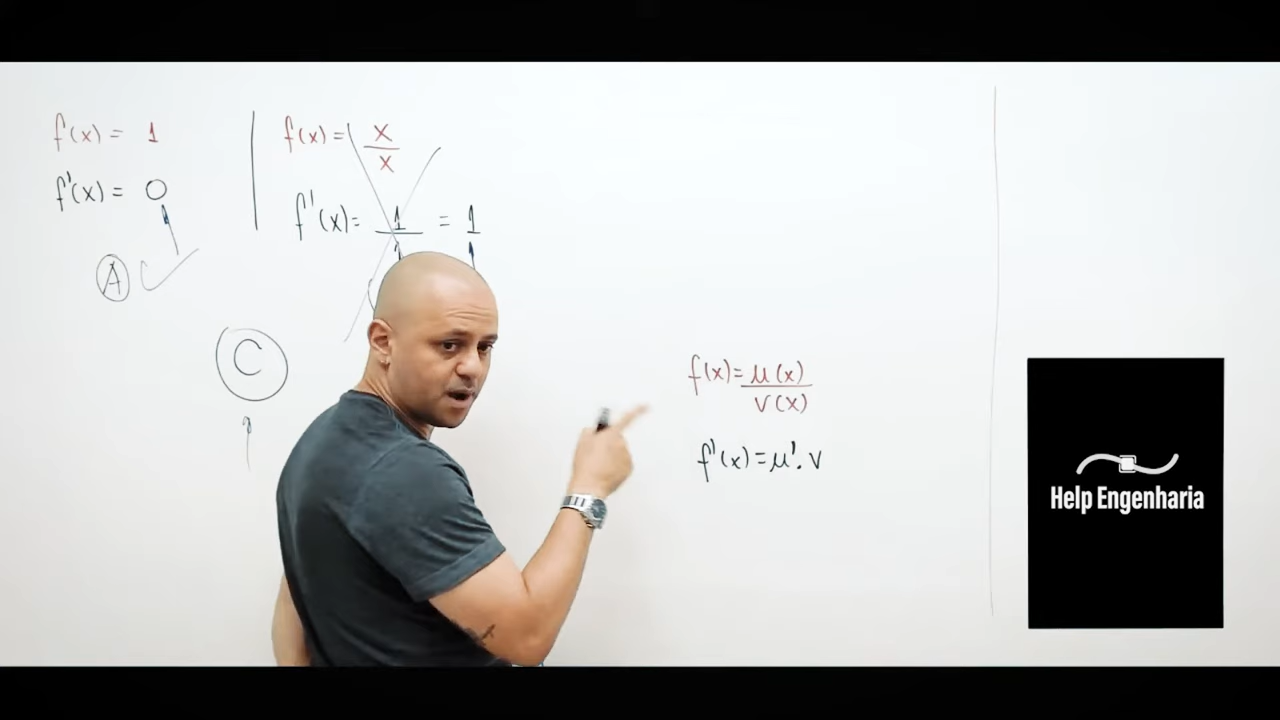 f(x) = 1
f'(x) = 0
A
f(x) = x/x
f'(x) = 1/1 = 1
C
f(x) = μ(x)/v(x)
f'(x) = μ'. v
Help Engenharia